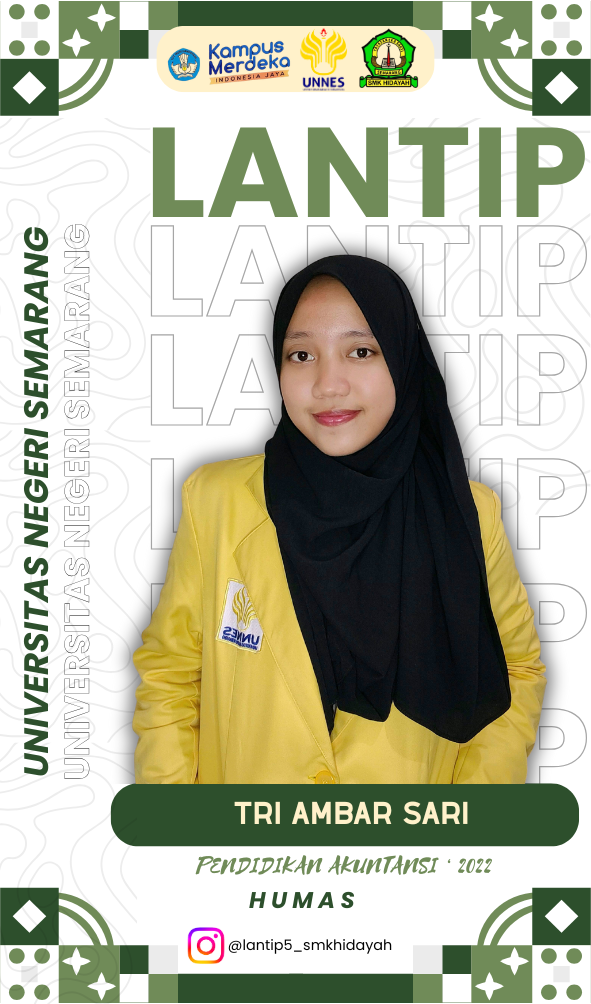 Kampus
Merdeka
INDONESIA JAYA
UNNES
SMK HIDAYAH
LANTIP
LANTIP
LANTIP
UNIVERSITAS NEGERI SEMARANG
UNIVERSITAS NEGERI SEMARANG
UNNES
TRI AMBAR SARI
PENDIDIKAN AKUNTANSI ' 2022
HUMAS
@lantip5_smkhidayah